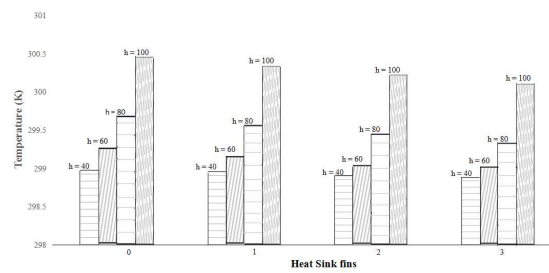 301
300.5
300
299.5
299
298.5
298
Temperature (K)
h = 40
h = 60
h = 80
h = 100
h = 40
h = 60
h = 80
h = 100
h = 40
h = 60
h = 80
h = 100
h = 40
h = 60
h = 80
h = 100
0
1
2
3
Heat Sink fins